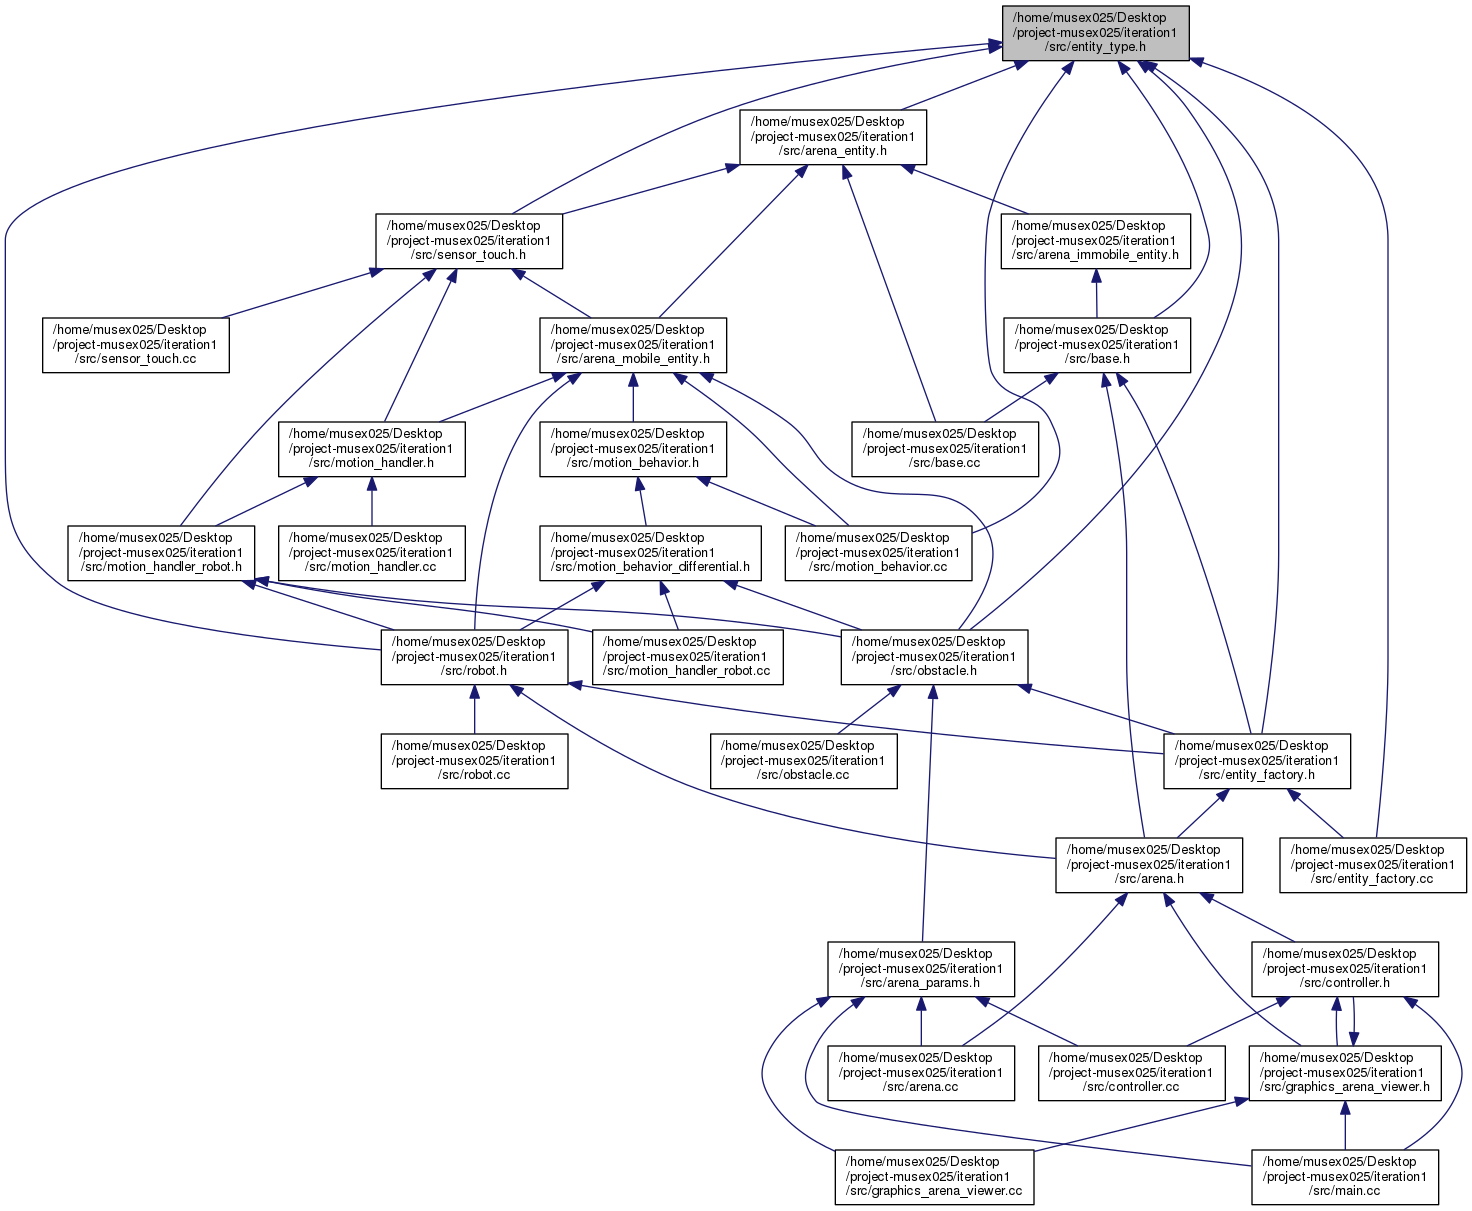 /home/musex025/Desktop
/project-musex025/iteration1
/src/entity_type.h
/home/musex025/Desktop
/project-musex025/iteration1
/src/arena_entity.h
/home/musex025/Desktop
/project-musex025/iteration1
/src/sensor_touch.h
/home/musex025/Desktop
/project-musex025/iteration1
/src/arena_immobile_entity.h
/home/musex025/Desktop
/project-musex025/iteration1
/src/sensor_touch.cc
/home/musex025/Desktop
/project-musex025/iteration1
/src/arena_mobile_entity.h
/home/musex025/Desktop
/project-musex025/iteration1
/src/base.h
/home/musex025/Desktop
/project-musex025/iteration1
/src/motion_handler.h
/home/musex025/Desktop
/project-musex025/iteration1
/src/motion_behavior.h
/home/musex025/Desktop
/project-musex025/iteration1
/src/base.cc
/home/musex025/Desktop
/project-musex025/iteration1
/src/motion_handler_robot.h
/home/musex025/Desktop
/project-musex025/iteration1
/src/motion_handler.cc
/home/musex025/Desktop
/project-musex025/iteration1
/src/motion_behavior_differential.h
/home/musex025/Desktop
/project-musex025/iteration1
/src/motion_behavior.cc
/home/musex025/Desktop
/project-musex025/iteration1
/src/robot.h
/home/musex025/Desktop
/project-musex025/iteration1
/src/motion_handler_robot.cc
/home/musex025/Desktop
/project-musex025/iteration1
/src/obstacle.h
/home/musex025/Desktop
/project-musex025/iteration1
/src/robot.cc
/home/musex025/Desktop
/project-musex025/iteration1
/src/obstacle.cc
/home/musex025/Desktop
/project-musex025/iteration1
/src/entity_factory.h
/home/musex025/Desktop
/project-musex025/iteration1
/src/arena.h
/home/musex025/Desktop
/project-musex025/iteration1
/src/entity_factory.cc
/home/musex025/Desktop
/project-musex025/iteration1
/src/arena_params.h
/home/musex025/Desktop
/project-musex025/iteration1
/src/controller.h
/home/musex025/Desktop
/project-musex025/iteration1
/src/arena.cc
/home/musex025/Desktop
/project-musex025/iteration1
/src/controller.cc
/home/musex025/Desktop
/project-musex025/iteration1
/src/graphics_arena_viewer.h
/home/musex025/Desktop
/project-musex025/iteration1
/src/graphics_arena_viewer.cc
/home/musex025/Desktop
/project-musex025/iteration1
/src/main.cc